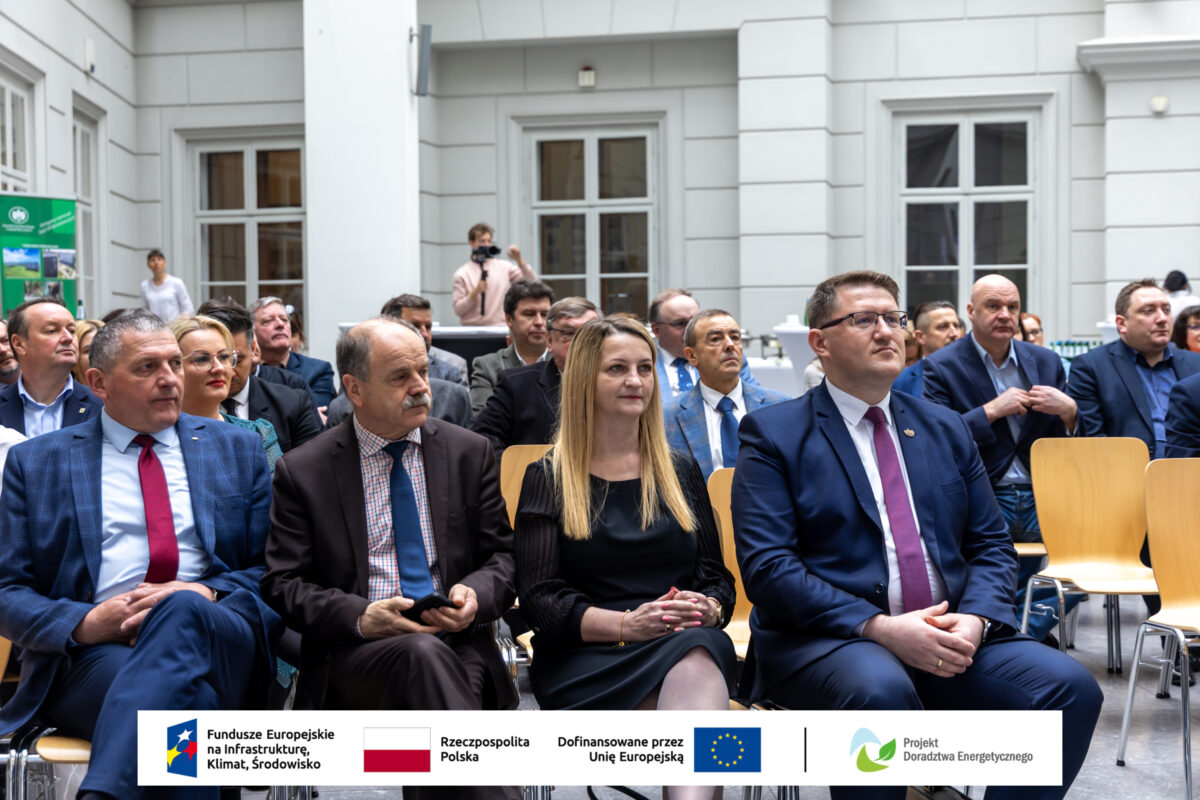 Fundusze Europejskie
na Infrastrukturę,
Klimat, Środowisko
Rzeczpospolita
Polska
Dofinansowane przez
Unię Europejską
Projekt
Doradztwa Energetycznego